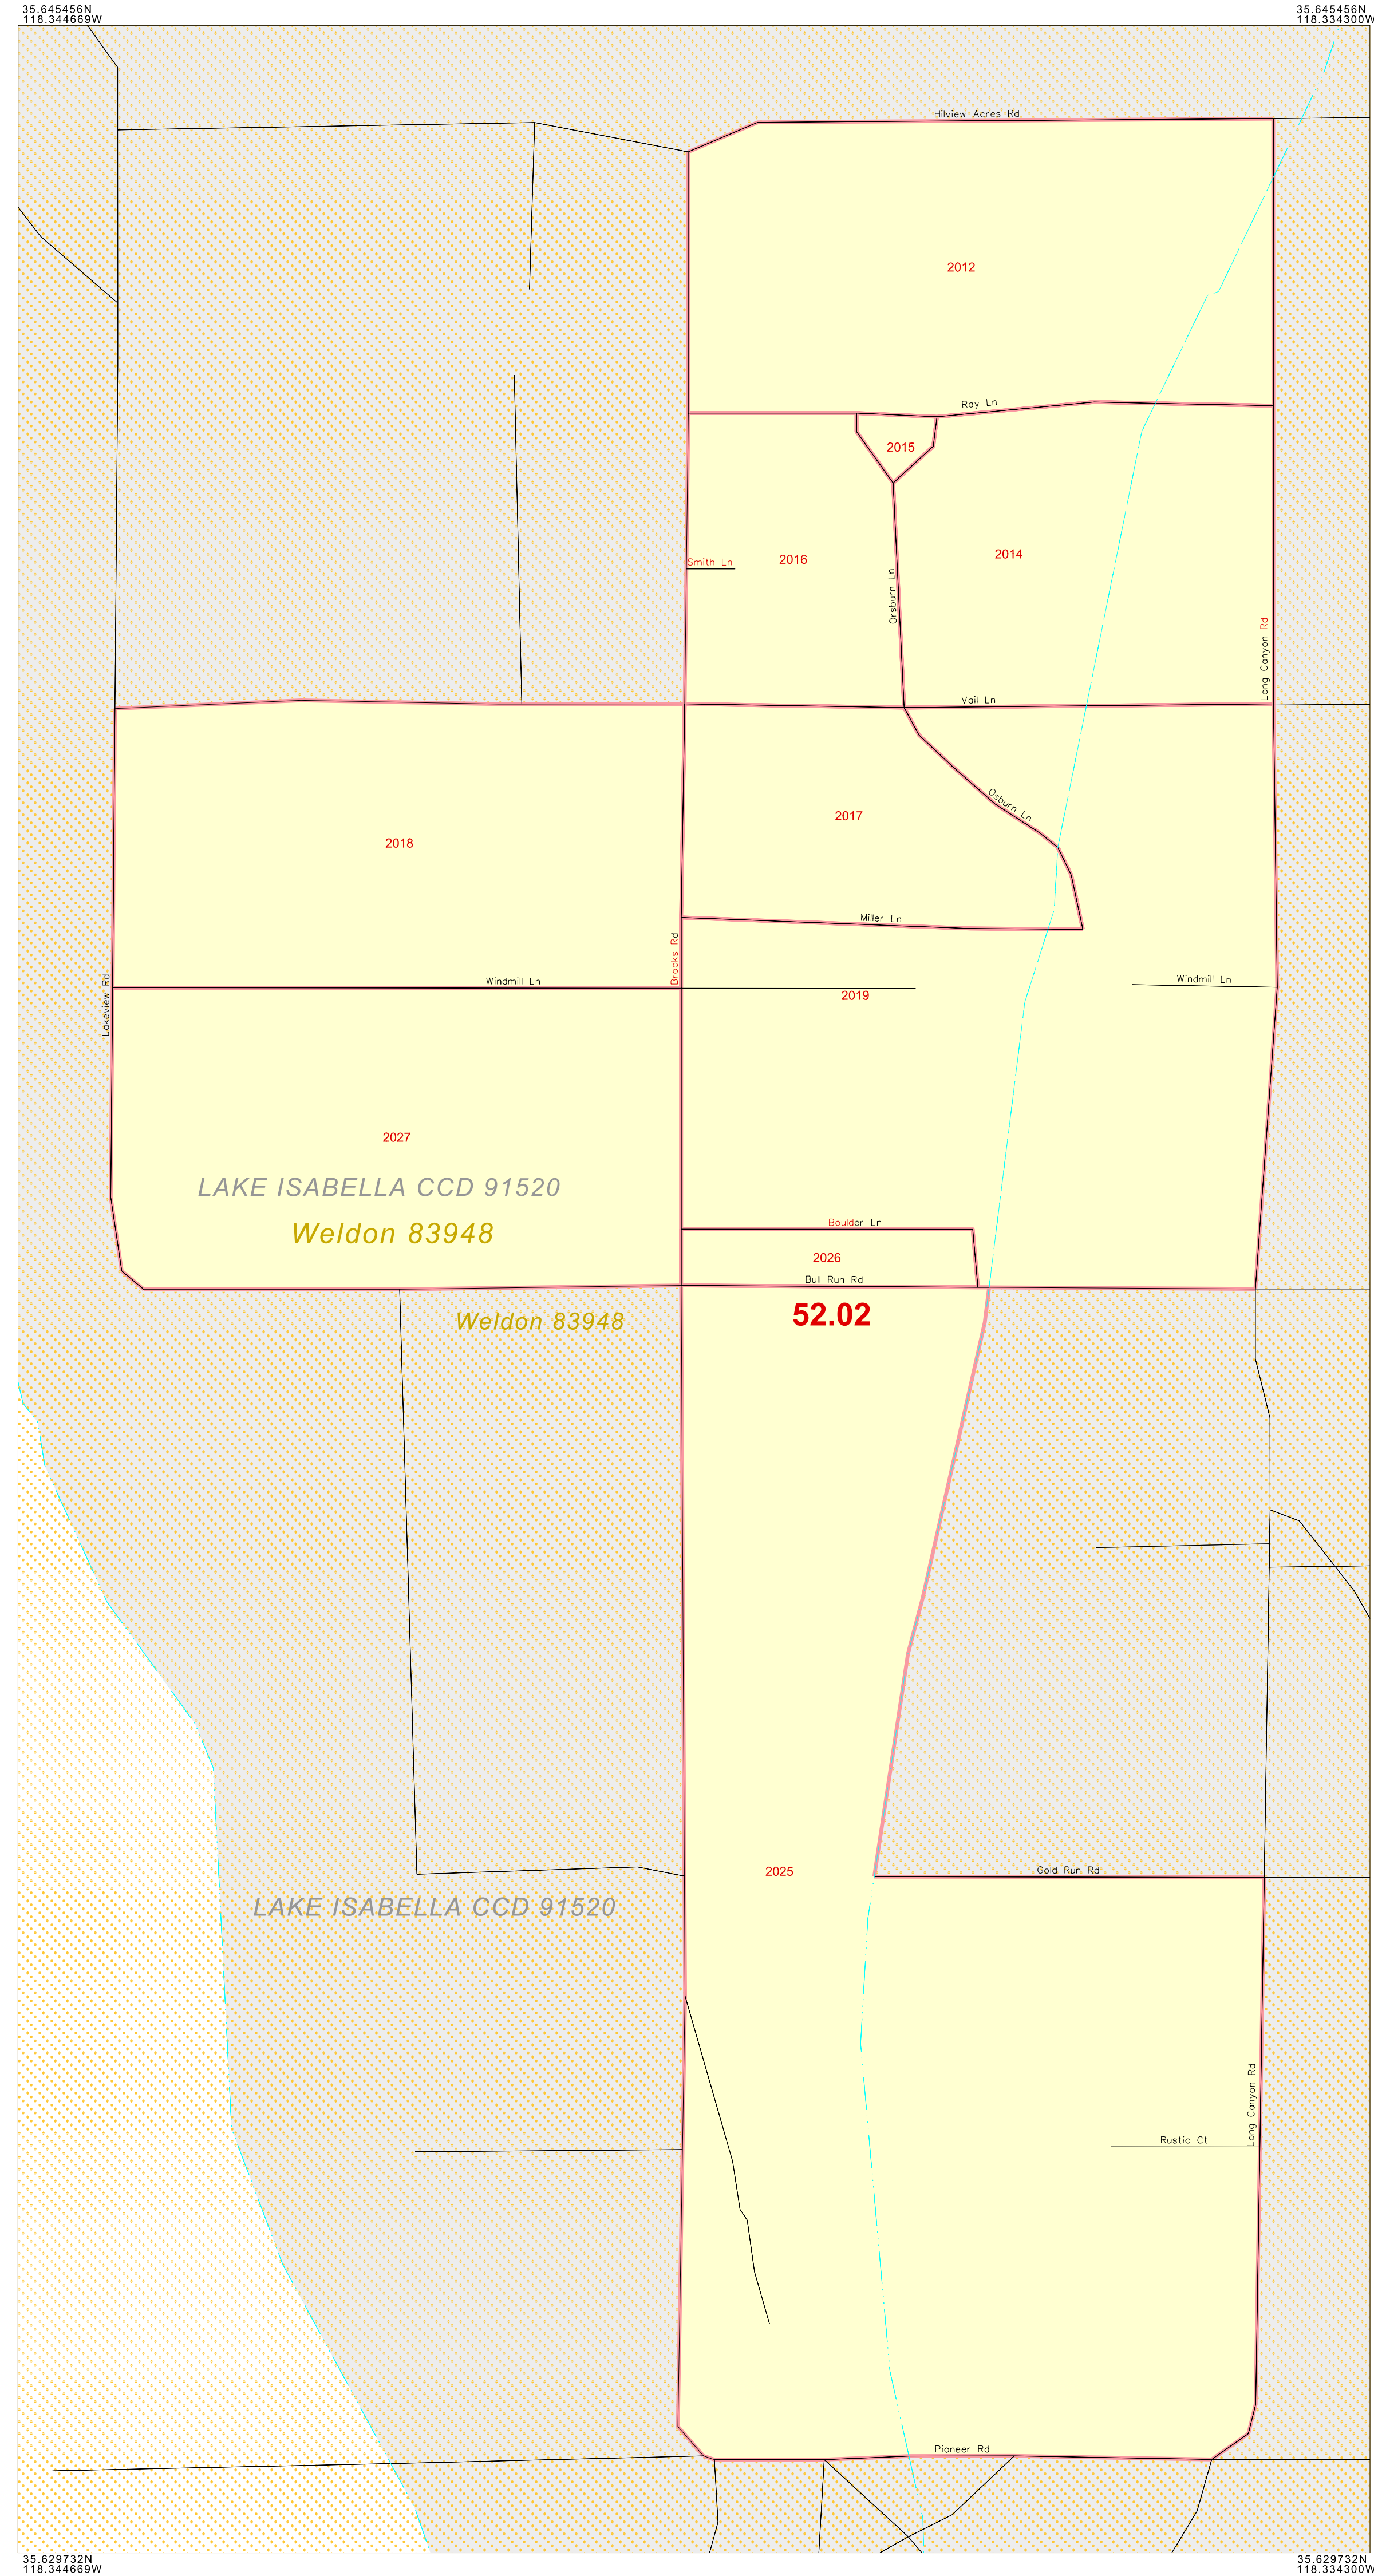 35.645456N
118.344669W
35.645456N
118.334300W
Hilview Acres Rd
2012
Ray Ln
2015
2016
2014
Smith Ln
Orsburn Ln
Long Canyon Rd
Vail Ln
Osburn Ln
2017
2018
Miller Ln
Brooks Rd
Lakeview Rd
Windmill Ln
Windmill Ln
2019
2027
LAKE ISABELLA CCD 91520
Weldon 83948
Boulder Ln
2026
Bull Run Rd
52.02
Weldon 83948
2025
Gold Run Rd
LAKE ISABELLA CCD 91520
Long Canyon Rd
Rustic Ct
Pioneer Rd
35.629732N
118.344669W
35.629732N
118.334300W